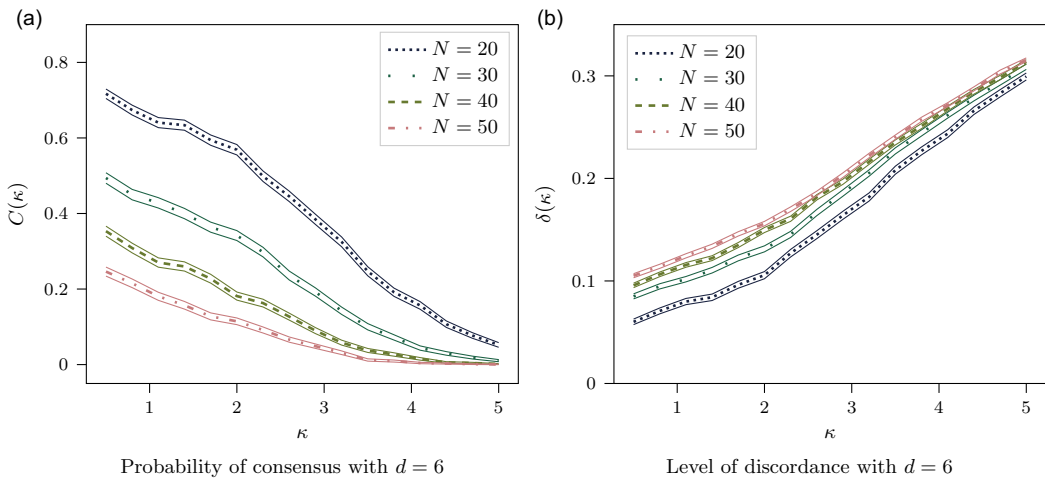 (a)
C(κ)
0.8
0.6
0.4
0.2
0
1 2 3 4 5
κ
N = 20
N = 30
N = 40
N = 50
Probability of consensus with d = 6
(b)
δ(κ)
0.3
0.2
0.1
0
1 2 3 4 5
κ
N = 20
N = 30
N = 40
N = 50
Level of discordance with d = 6